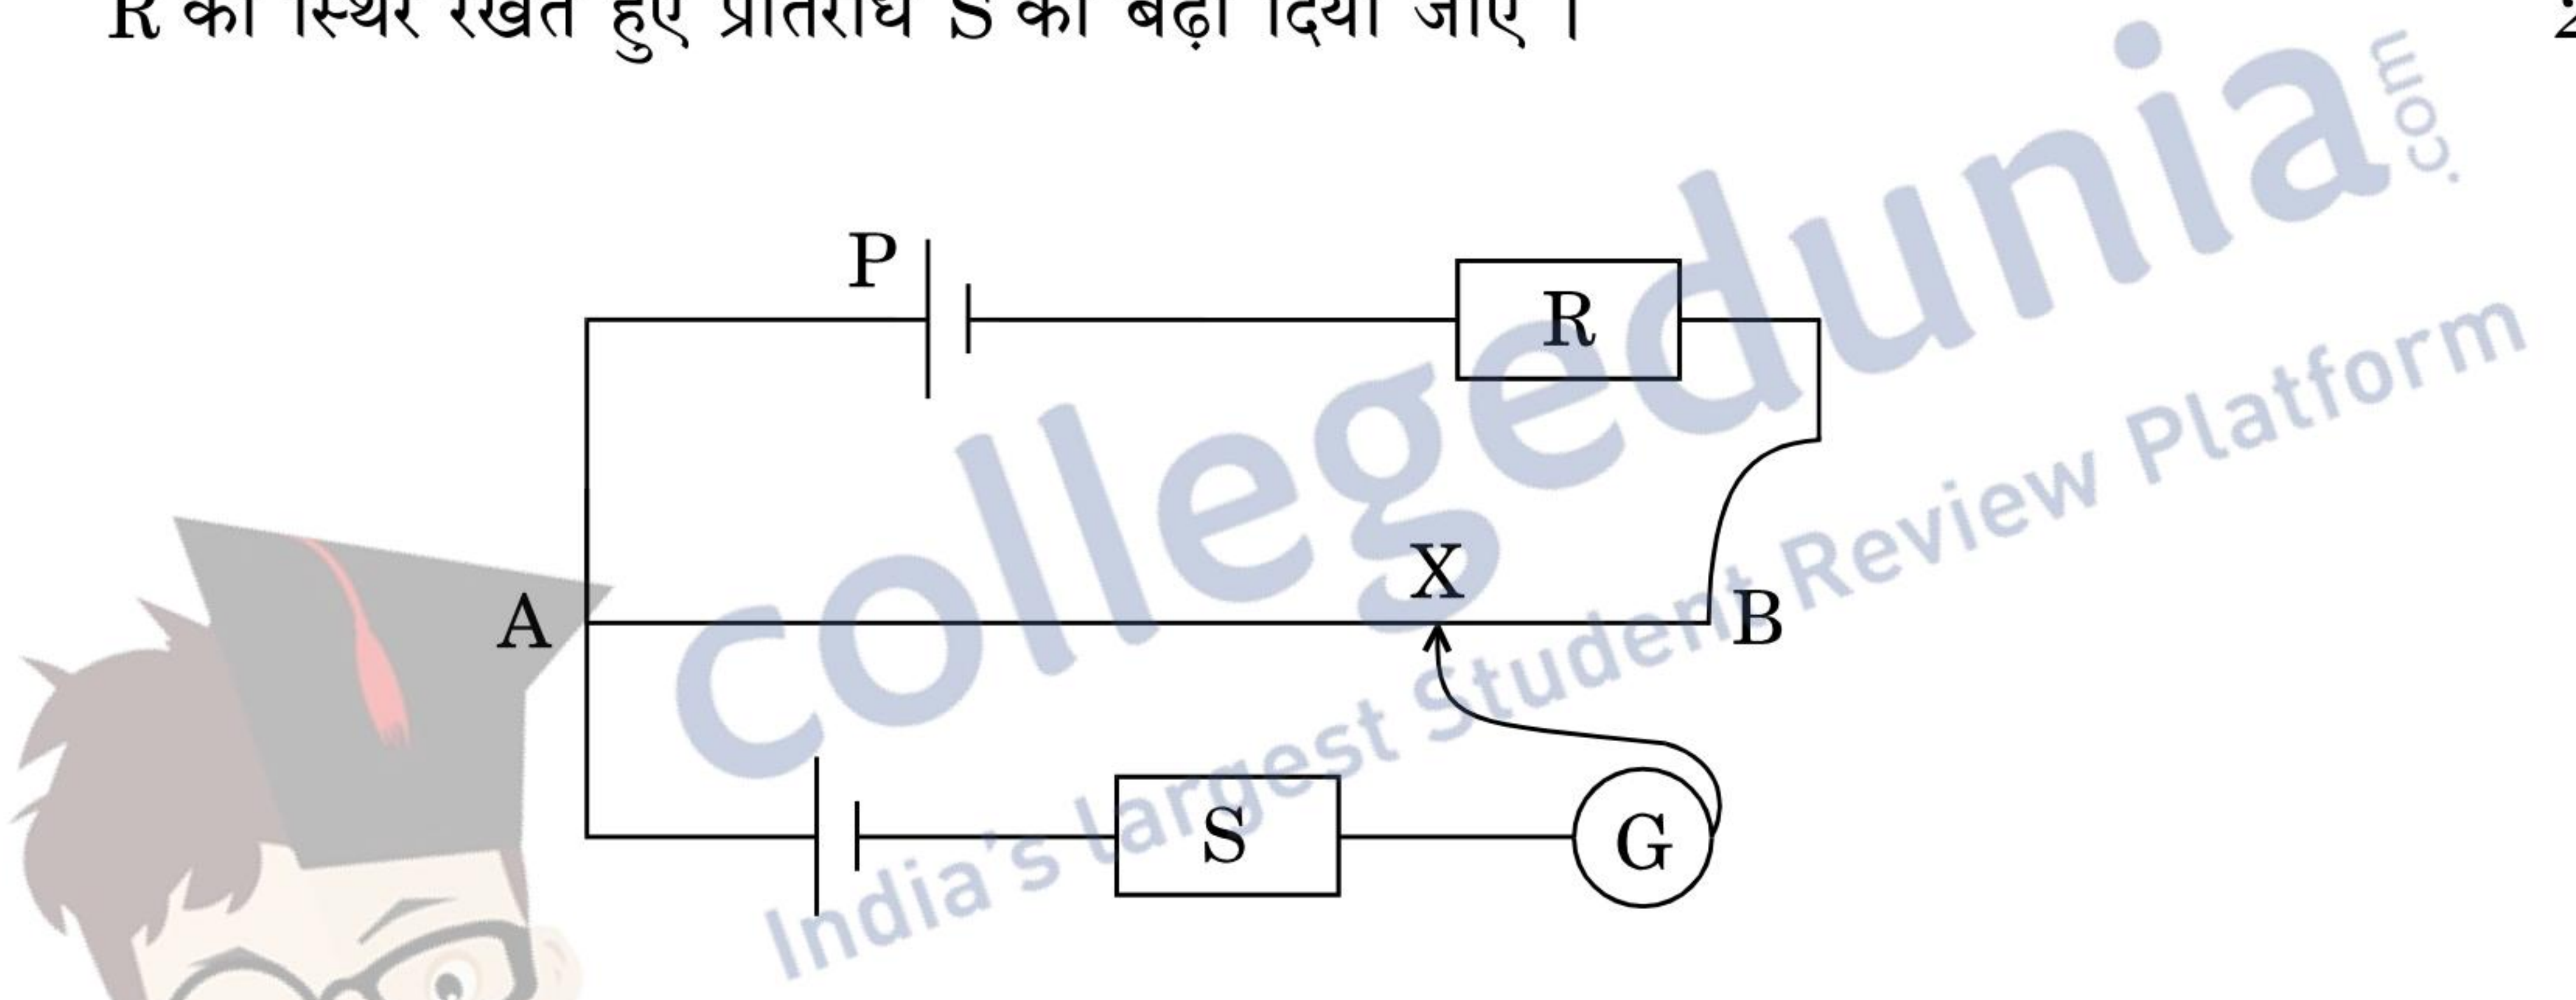 R को स्थिर रखते हुए प्रतिरोध S को बढ़ा दिया जाए ।
P
R
X
A
B
S
G
collegedunia
.com
India's largest Student Review Platform